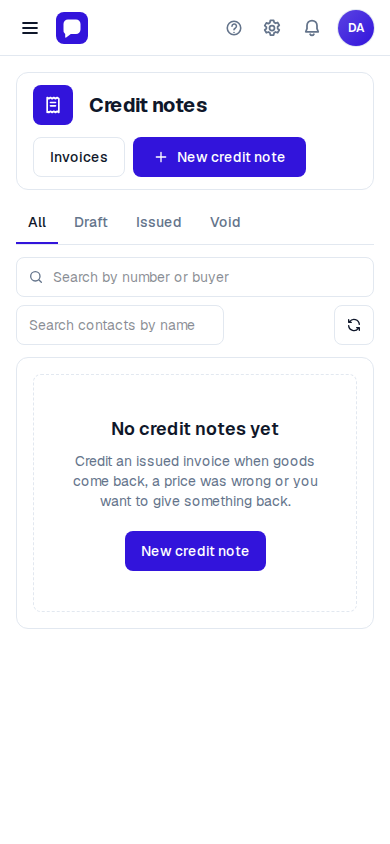 DA
Credit notes
Invoices
New credit note
All Draft Issued Void
Search by number or buyer
Search contacts by name
No credit notes yet
Credit an issued invoice when goods
come back, a price was wrong or you
want to give something back.
New credit note